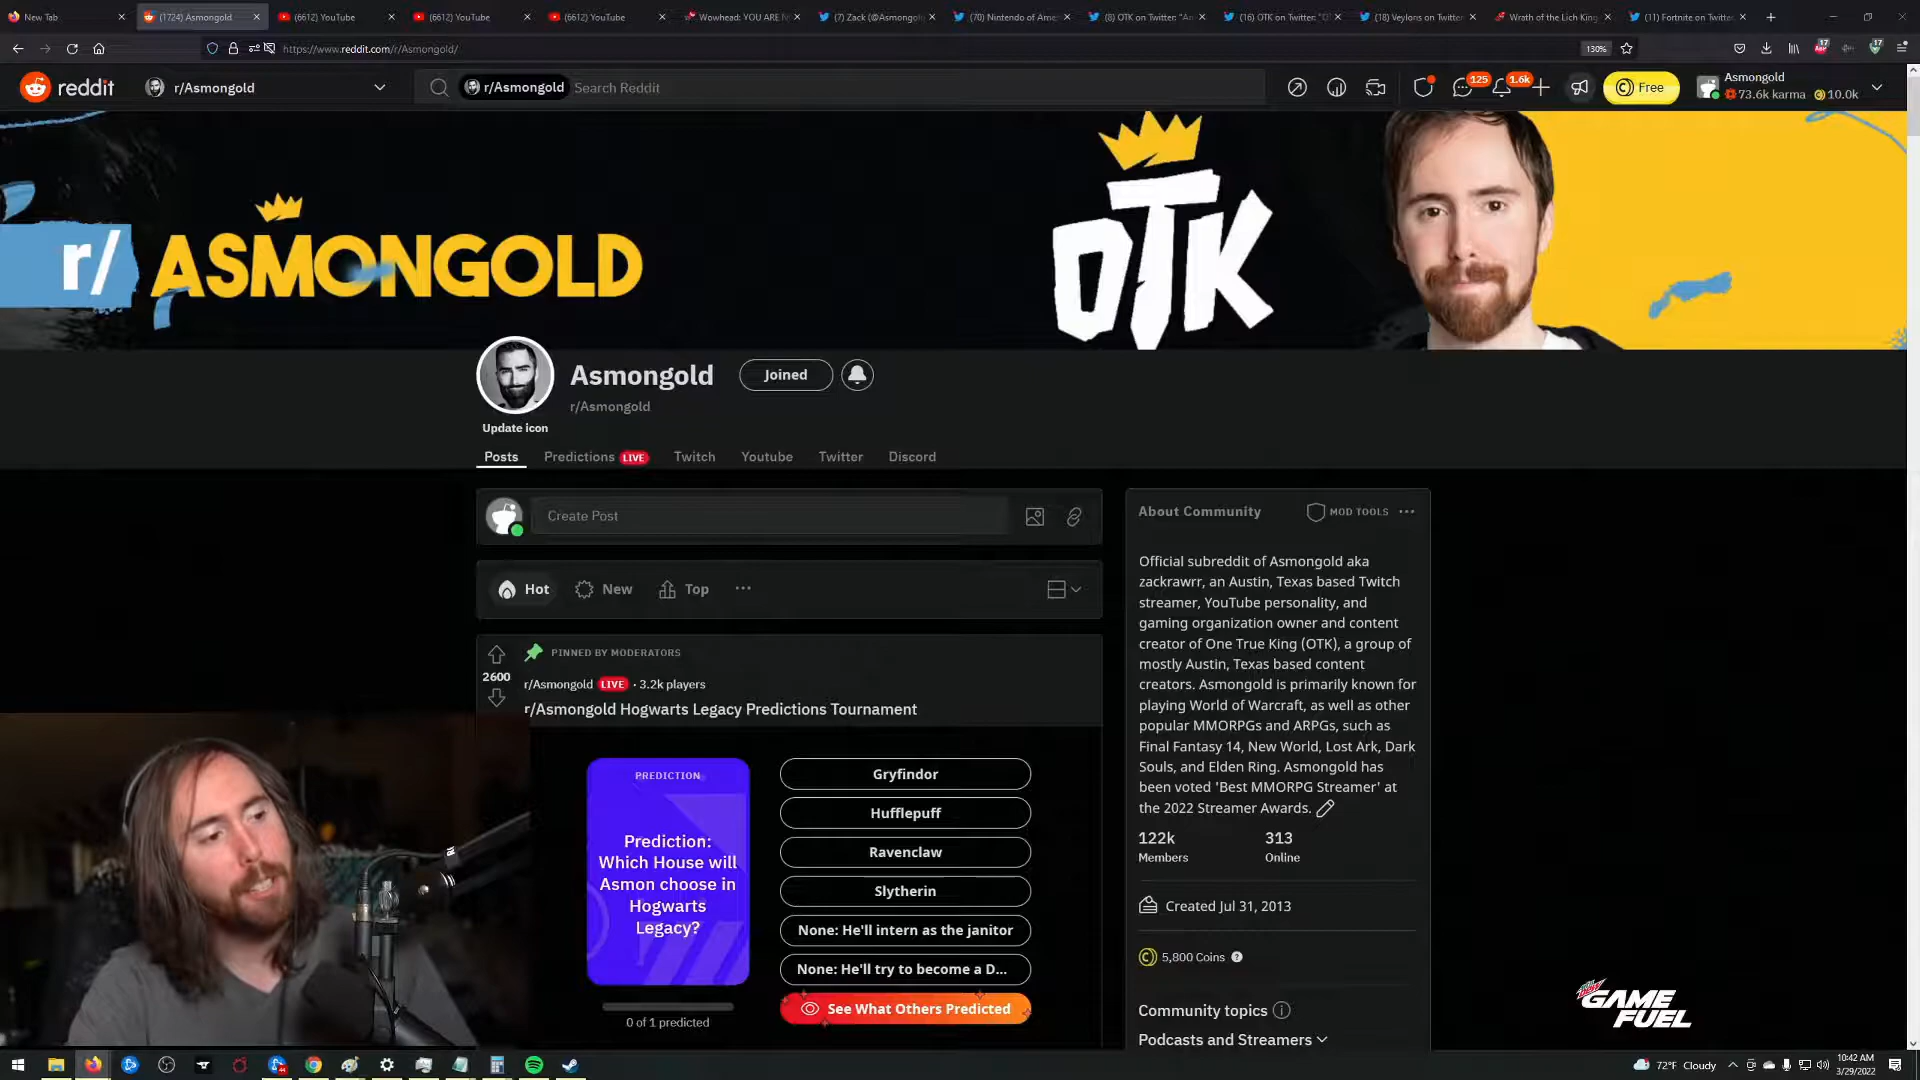 New Tab
(1724) Asmongold
(6612) YouTube
(6612) YouTube
(6612) YouTube
Wowhead: YOU ARE
(7) Zack (@Asmongol
(70) Nintendo of Ame
(8) OTK on Twitter:
(16) OTK on Twitter:
(18) Veylons on Twitter
Wrath of the Lich King
(11) Fortnite on Twitter
https://www.reddit.com/r/Asmongold/
130%
17
17
reddit
r/Asmongold
r/Asmongold
Search Reddit
125
1.6k
Free
Asmongold
73.6k karma
10.0k
r/ ASMONGOLD
OTK
Asmongold
Joined
r/Asmongold
Update icon
Posts
Predictions LIVE
Twitch
Youtube
Twitter
Discord
Create Post
Hot
New
Top
PINNED BY MODERATORS
2600
r/Asmongold LIVE · 3.2k players
r/Asmongold Hogwarts Legacy Predictions Tournament
PREDICTION
Prediction:
Which House will
Asmon choose in
Hogwarts
Legacy?
0 of 1 predicted
Gryfindor
Hufflepuff
Ravenclaw
Slytherin
None: He'll intern as the janitor
None: He'll try to become a D...
See What Others Predicted
About Community
MOD TOOLS
Official subreddit of Asmongold aka
zackrawrr, an Austin, Texas based Twitch
streamer, YouTube personality, and
gaming organization owner and content
creator of One True King (OTK), a group of
mostly Austin, Texas based content
creators. Asmongold is primarily known for
playing World of Warcraft, as well as other
popular MMORPGs and ARPGs, such as
Final Fantasy 14, New World, Lost Ark, Dark
Souls, and Elden Ring. Asmongold has
been voted 'Best MMORPG Streamer' at
the 2022 Streamer Awards.
122k
Members
313
Online
Created Jul 31, 2013
5,800 Coins
Community topics
Podcasts and Streamers
GAME
FUEL
72°F Cloudy
10:42 AM
3/29/2022